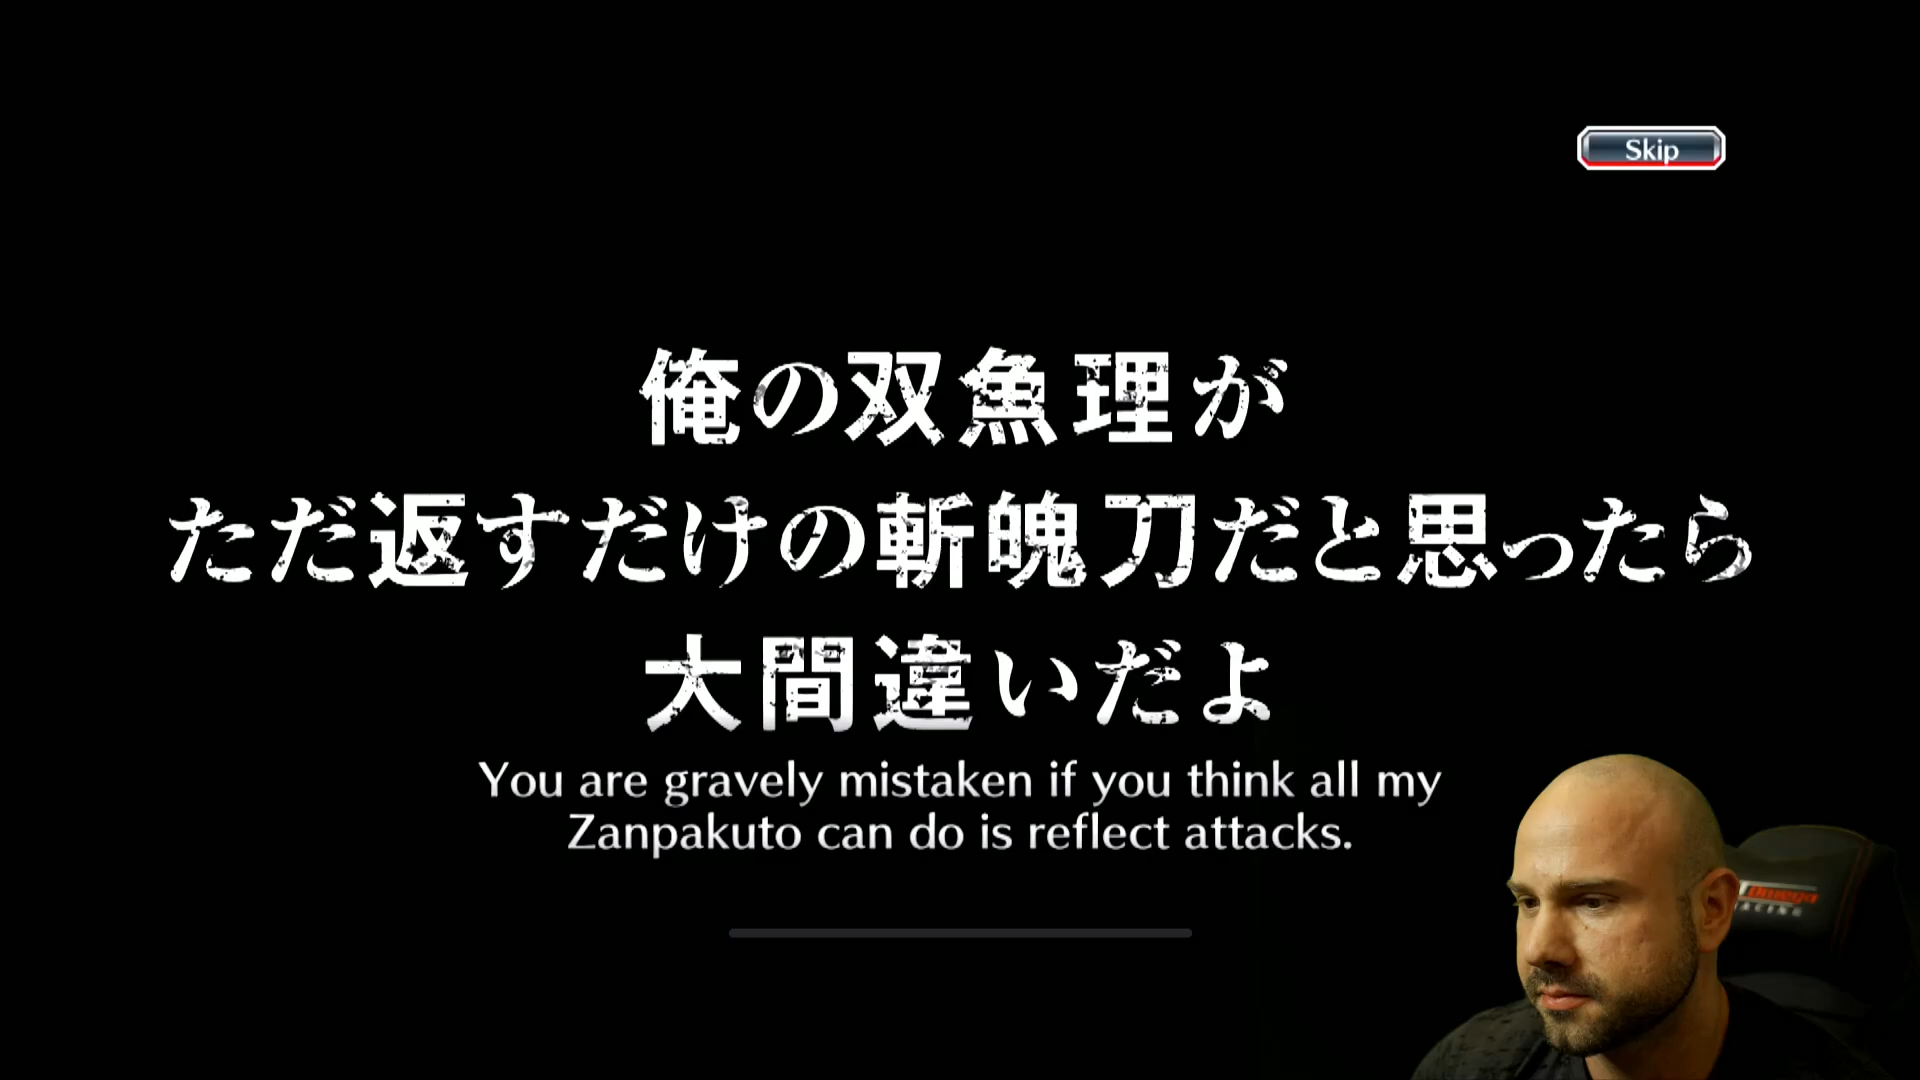 Skip
俺の双魚理が
ただ返すだけの斬魄刀だと思ったら
大間違いだよ
You are gravely mistaken if you think all my
Zanpakuto can do is reflect attacks.
omega
RACING